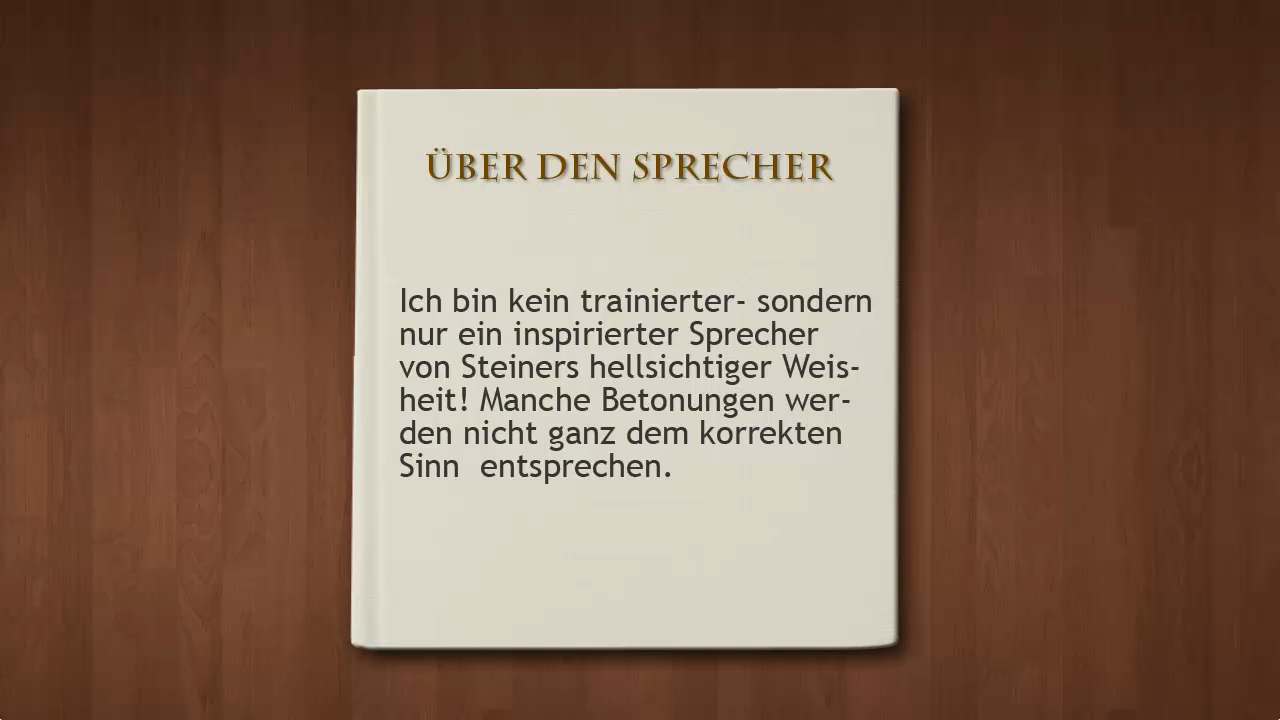 ÜBER DEN SPRECHER
Ich bin kein trainierter- sondern
nur ein inspirierter Sprecher
von Steiners hellsichtiger Weis-
heit! Manche Betonungen wer-
den nicht ganz dem korrekten
Sinn  entsprechen.